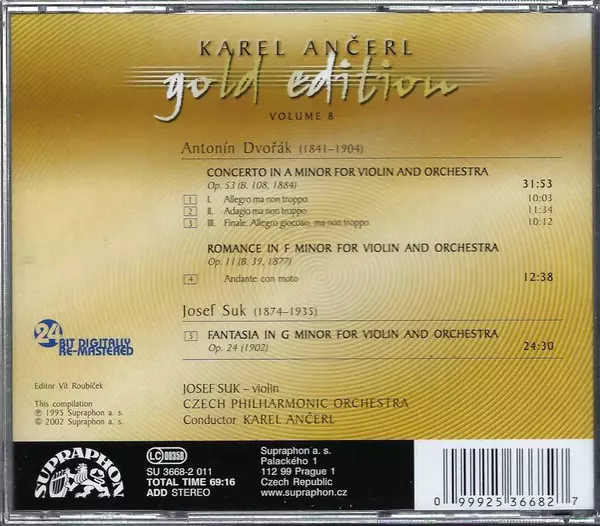 KAREL ANČERL
gold edition
VOLUME 8
Antonín Dvořák (1841–1904)
CONCERTO IN A MINOR FOR VIOLIN AND ORCHESTRA
Op. 53 (B. 108, 1884) 31:53
1 I. Allegro ma non troppo 10:03
2 II. Adagio ma non troppo 11:34
3 III. Finale. Allegro giocoso, ma non troppo 10:12
ROMANCE IN F MINOR FOR VIOLIN AND ORCHESTRA
Op. 11 (B. 39, 1877)
4 Andante con moto 12:38
Josef Suk (1874–1935)
5 FANTASIA IN G MINOR FOR VIOLIN AND ORCHESTRA
Op. 24 (1902) 24:30
24
BIT DIGITALLY
RE-MASTERED
Editor Vít Roubíček
This compilation
℗ 1995 Supraphon a. s.
© 2002 Supraphon a. s.
JOSEF SUK – violin
CZECH PHILHARMONIC ORCHESTRA
Conductor KAREL ANČERL
SUPRAPHON
LC 00358
SU 3668-2 011
TOTAL TIME 69:16
ADD STEREO
Supraphon a. s.
Palackého 1
112 99 Prague 1
Czech Republic
www.supraphon.cz
0 99925 36682 7